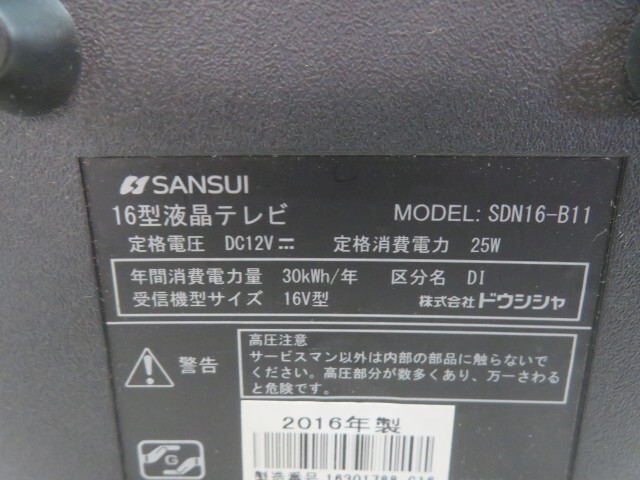 SANSUI
16型液晶テレビ MODEL: SDN16-B11
定格電圧 DC12V 定格消費電力 25W
年間消費電力量 30kWh/年 区分名 DI
受信機型サイズ 16V型 株式会社ドウシシャ
警告
高圧注意
サービスマン以外は内部の部品に触らないで
ください。高圧部分が数多くあり、万一さわる
と危険です。
2016年製
G
製造番号 16301788